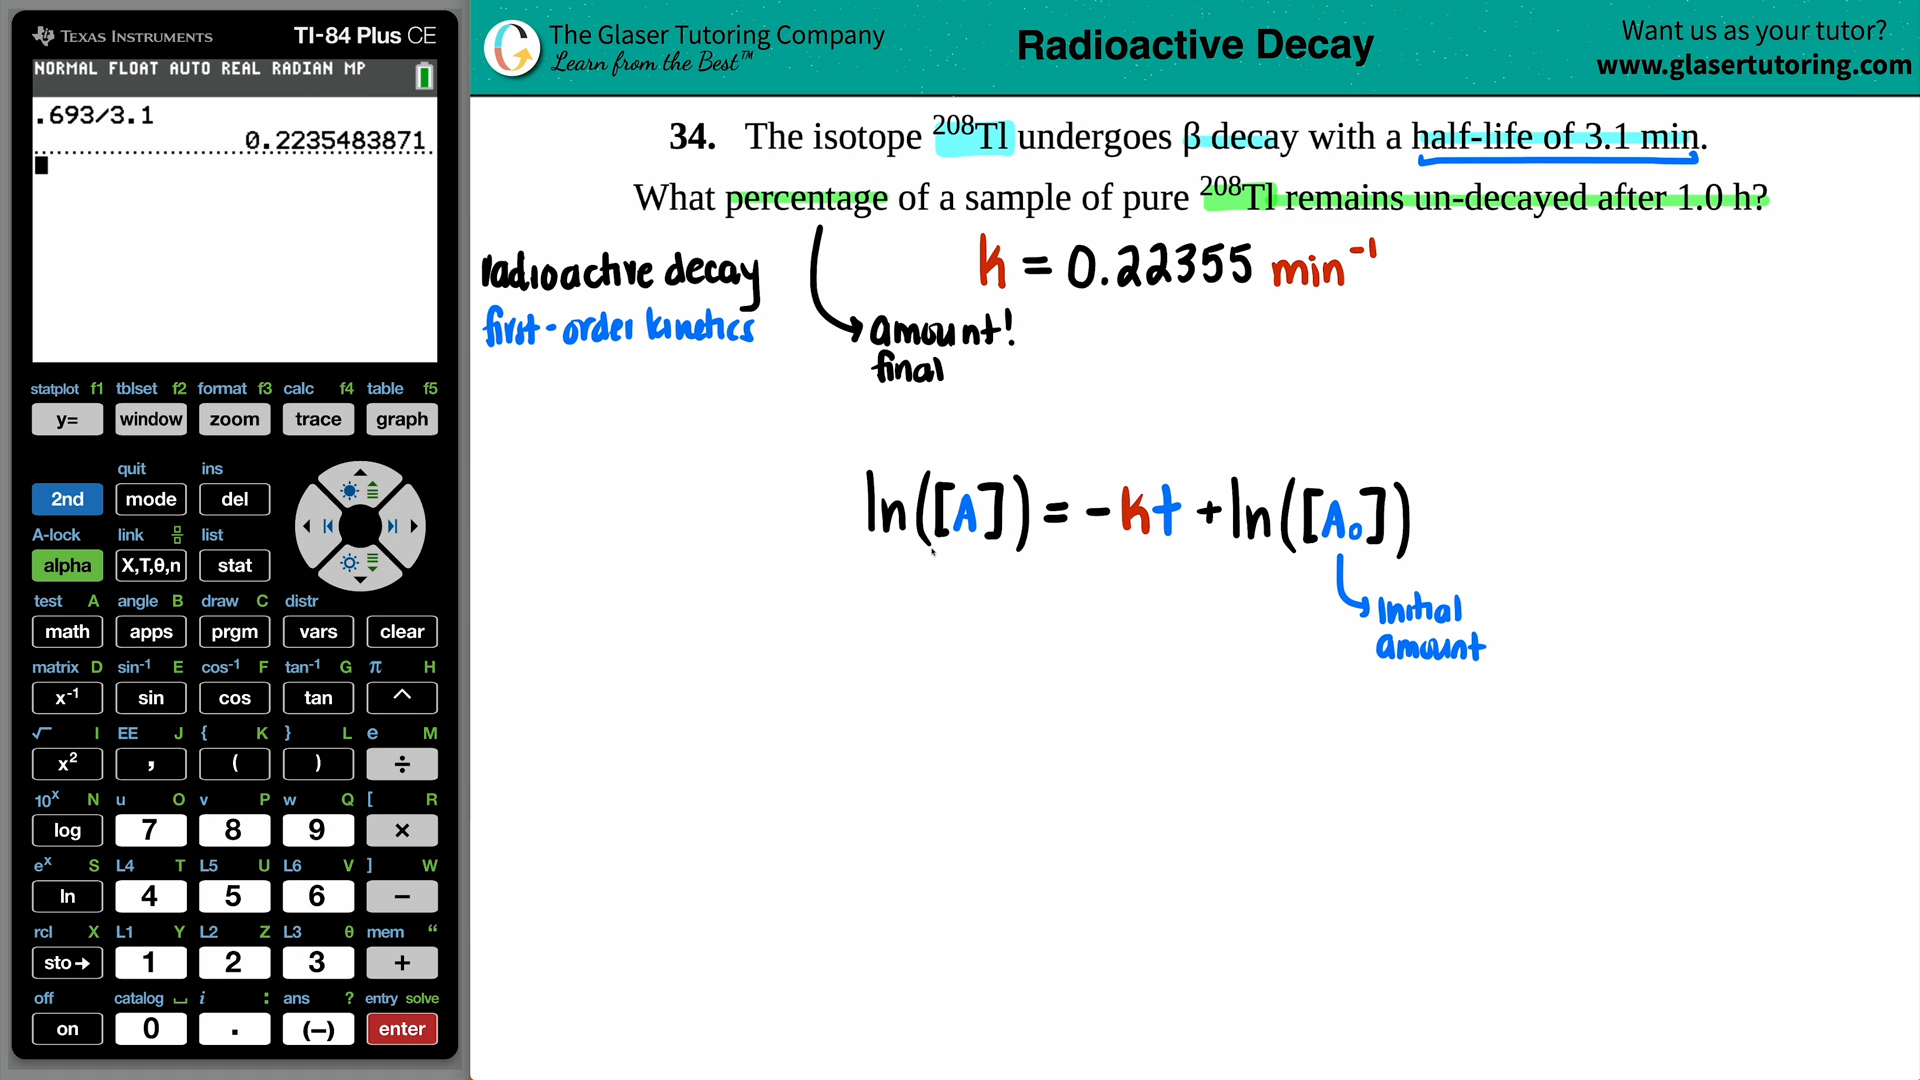 TEXAS INSTRUMENTS TI-84 Plus CE
NORMAL FLOAT AUTO REAL RADIAN MP
.693/3.1
0.2235483871
statplot f1 tblset f2 format f3 calc f4 table f5
y= window zoom trace graph
quit ins
2nd mode del
A-lock link list
alpha X,T,θ,n stat
test A angle B draw C distr
math apps prgm vars clear
matrix D sin⁻¹ E cos⁻¹ F tan⁻¹ G π H
x⁻¹ sin cos tan ^
√ I EE J { K } L e M
x² , ( ) ÷
10ˣ N u O v P w Q [ R
log 7 8 9 ×
eˣ S L4 T L5 U L6 V ] W
ln 4 5 6 −
rcl X L1 Y L2 Z L3 θ mem “
sto→ 1 2 3 +
off catalog ⎵ i : ans ? entry solve
on 0 . (−) enter
The Glaser Tutoring Company
Learn from the Best™
Radioactive Decay
Want us as your tutor?
www.glasertutoring.com
34. The isotope ²⁰⁸Tl undergoes β decay with a half-life of 3.1 min.
What percentage of a sample of pure ²⁰⁸Tl remains un-decayed after 1.0 h?
radioactive decay
first-order kinetics
amount!
final
k = 0.22355 min⁻¹
ln([A]) = -kt + ln([A₀])
Initial
amount